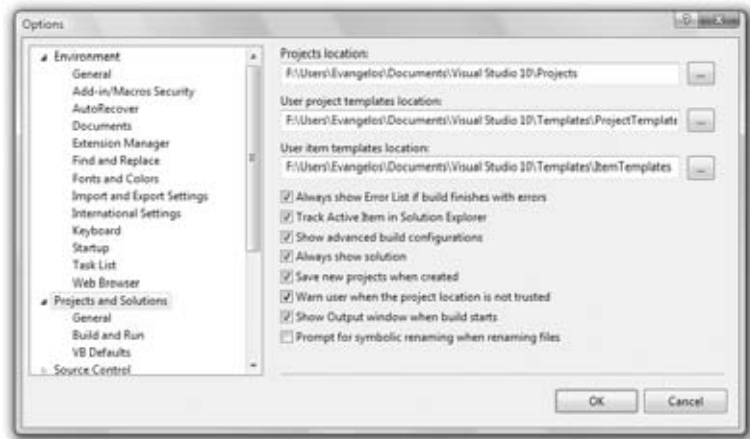 Options
Environment
General
Add-in/Macros Security
AutoRecover
Documents
Extension Manager
Find and Replace
Fonts and Colors
Import and Export Settings
International Settings
Keyboard
Startup
Task List
Web Browser
Projects and Solutions
General
Build and Run
VB Defaults
Source Control
Projects location:
F:\Users\Evangelos\Documents\Visual Studio 10\Projects
...
User project templates location:
F:\Users\Evangelos\Documents\Visual Studio 10\Templates\ProjectTemplate
...
User item templates location:
F:\Users\Evangelos\Documents\Visual Studio 10\Templates\ItemTemplates
...
Always show Error List if build finishes with errors
Track Active Item in Solution Explorer
Show advanced build configurations
Always show solution
Save new projects when created
Warn user when the project location is not trusted
Show Output window when build starts
Prompt for symbolic renaming when renaming files
OK
Cancel